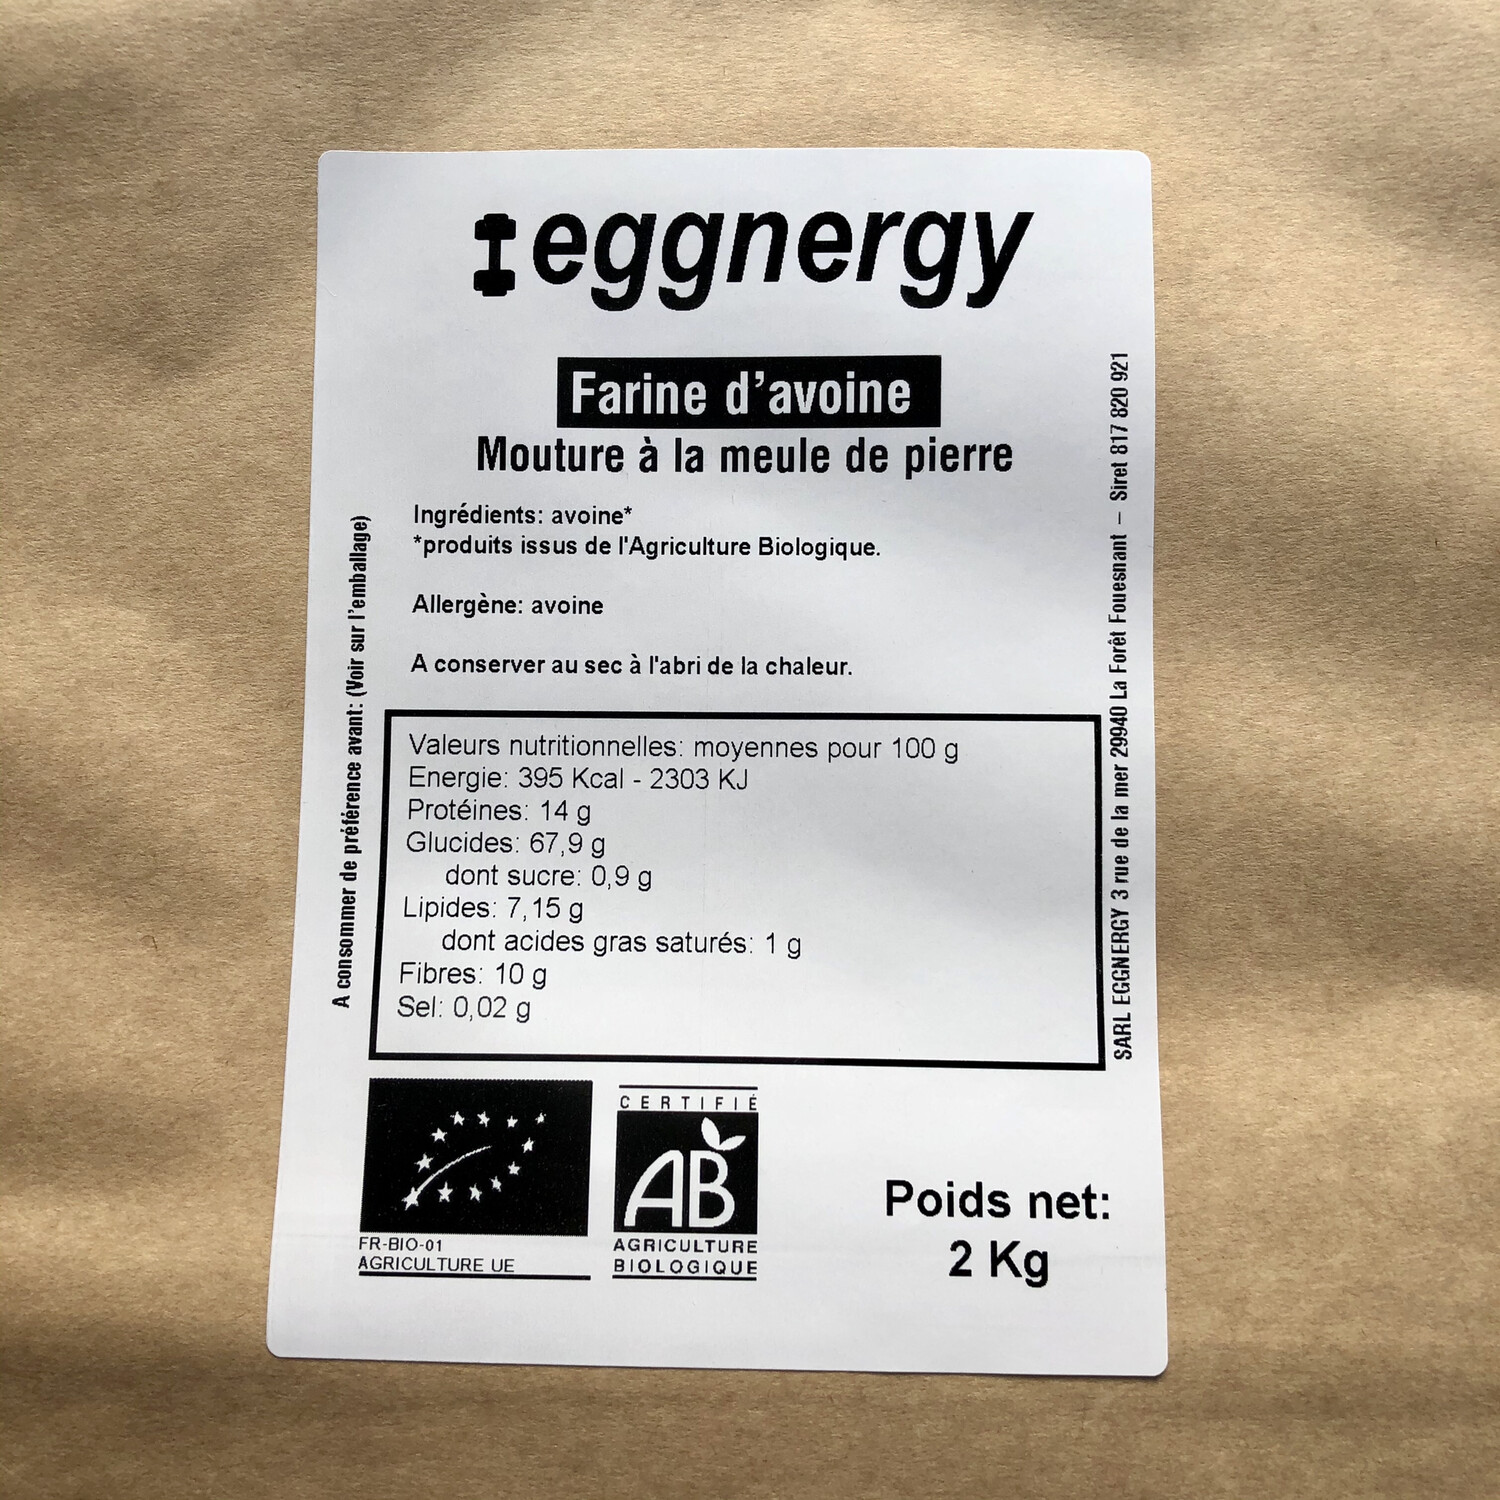 eggnergy
Farine d'avoine
Mouture à la meule de pierre
Ingrédients: avoine*
*produits issus de l'Agriculture Biologique.
Allergène: avoine
A conserver au sec à l'abri de la chaleur.
A consommer de préférence avant: (Voir sur l'emballage)
Valeurs nutritionnelles: moyennes pour 100 g
Energie: 395 Kcal - 2303 KJ
Protéines: 14 g
Glucides: 67,9 g
dont sucre: 0,9 g
Lipides: 7,15 g
dont acides gras saturés: 1 g
Fibres: 10 g
Sel: 0,02 g
SARL EGGNERGY 3 rue de la mer 29940 La Forêt Fouesnant – Siret 817 820 921
FR-BIO-01
AGRICULTURE UE
CERTIFIÉ
AB
AGRICULTURE
BIOLOGIQUE
Poids net:
2 Kg